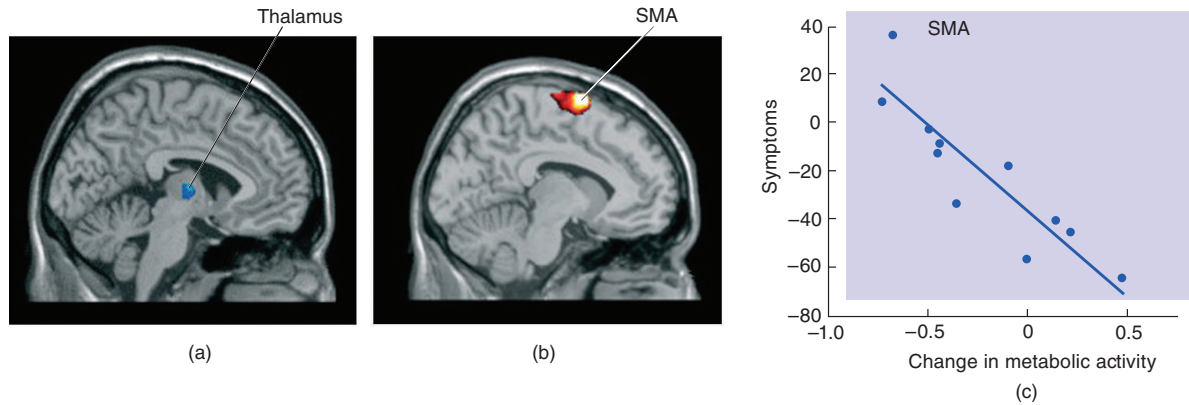 Thalamus
(a)
SMA
(b)
SMA
Symptoms
40
20
0
−20
−40
−60
−80
−1.0
−0.5
0
0.5
Change in metabolic activity
(c)